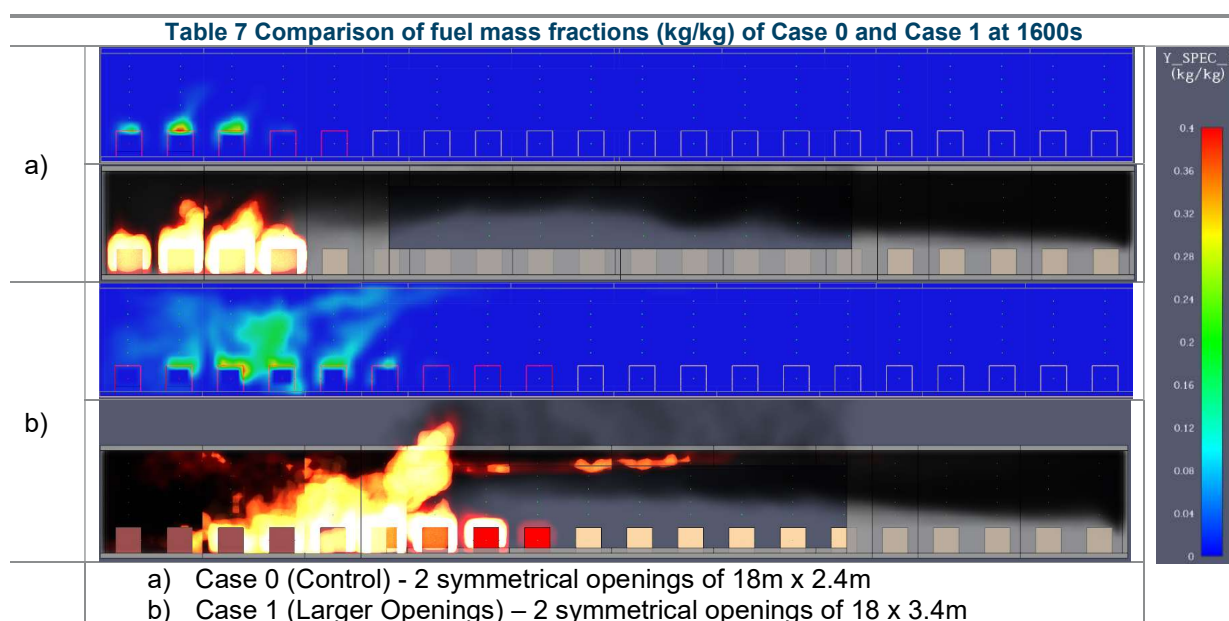 Table 7 Comparison of fuel mass fractions (kg/kg) of Case 0 and Case 1 at 1600s
Y_SPEC_
(kg/kg)
0.4
0.36
0.32
0.28
0.24
0.2
0.16
0.12
0.08
0.04
0
a)
b)
a) Case 0 (Control) - 2 symmetrical openings of 18m x 2.4m
b) Case 1 (Larger Openings) – 2 symmetrical openings of 18 x 3.4m